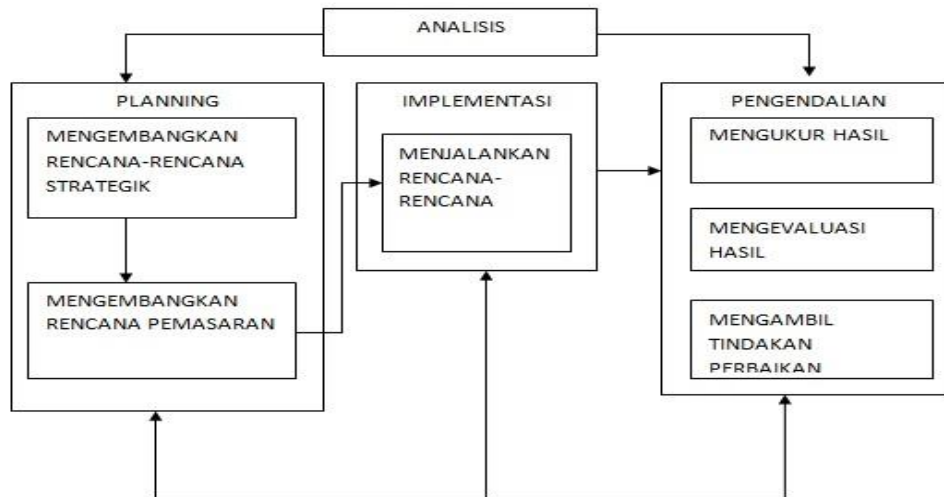 ANALISIS
PLANNING
MENGEMBANGKAN
RENCANA-RENCANA
STRATEGIK
MENGEMBANGKAN
RENCANA PEMASARAN
IMPLEMENTASI
MENJALANKAN
RENCANA-
RENCANA
PENGENDALIAN
MENGUKUR HASIL
MENGEVALUASI
HASIL
MENGAMBIL
TINDAKAN
PERBAIKAN